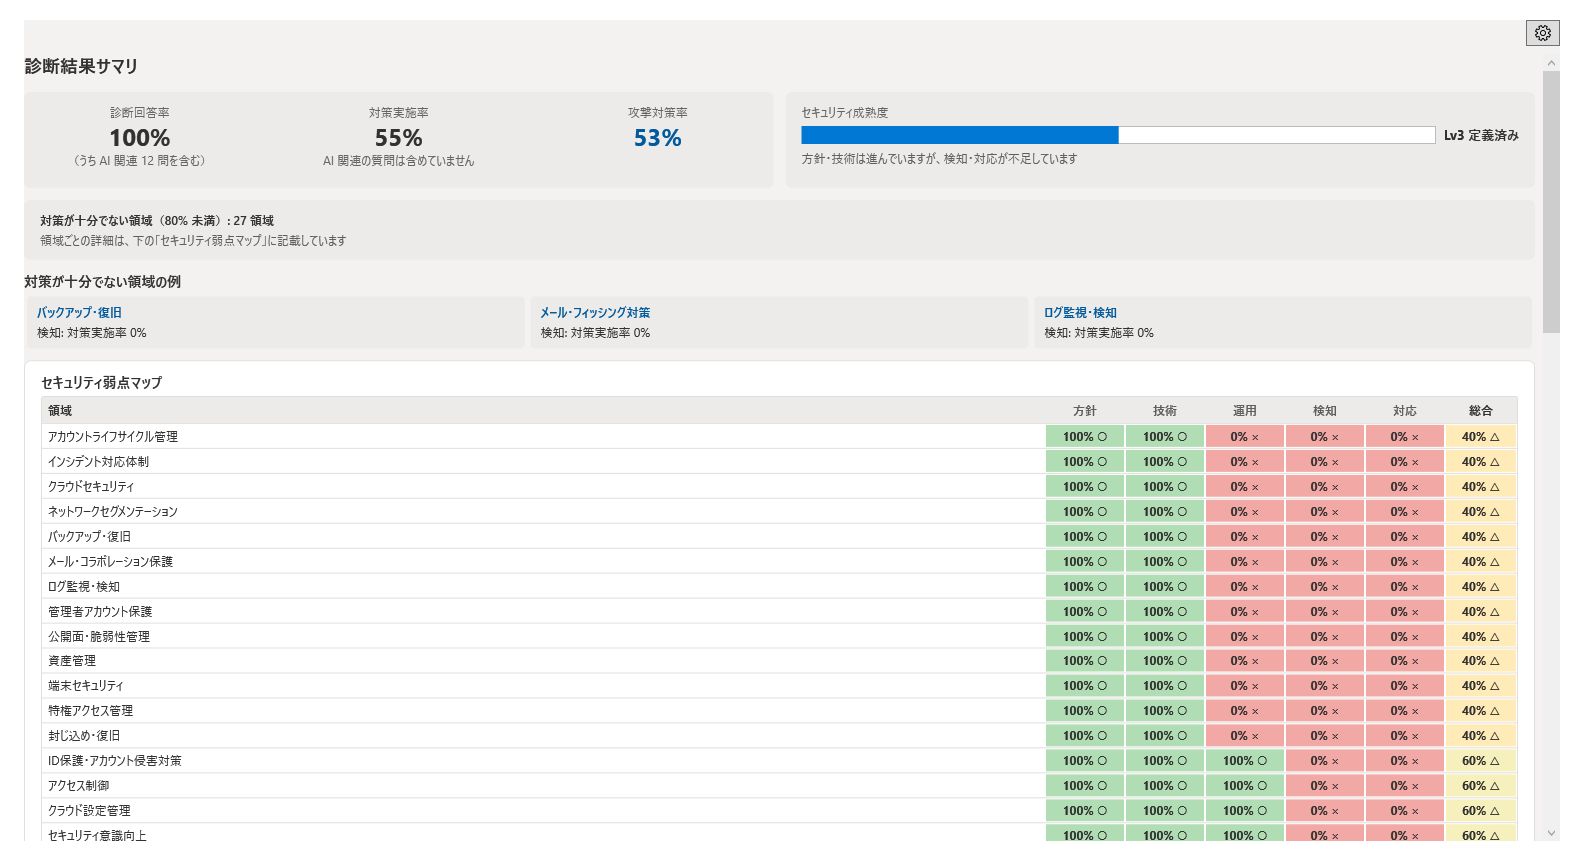 診断結果サマリ
診断回答率
100%
（うち AI 関連 12 問を含む）
対策実施率
55%
AI 関連の質問は含めていません
攻撃対策率
53%
セキュリティ成熟度
Lv3 定義済み
方針・技術は進んでいますが、検知・対応が不足しています
対策が十分でない領域（80% 未満）: 27 領域
領域ごとの詳細は、下の「セキュリティ弱点マップ」に記載しています
対策が十分でない領域の例
バックアップ・復旧
検知: 対策実施率 0%
メール・フィッシング対策
検知: 対策実施率 0%
ログ監視・検知
検知: 対策実施率 0%
セキュリティ弱点マップ
領域 方針 技術 運用 検知 対応 総合
アカウントライフサイクル管理 100% ○ 100% ○ 0% × 0% × 0% × 40% △
インシデント対応体制 100% ○ 100% ○ 0% × 0% × 0% × 40% △
クラウドセキュリティ 100% ○ 100% ○ 0% × 0% × 0% × 40% △
ネットワークセグメンテーション 100% ○ 100% ○ 0% × 0% × 0% × 40% △
バックアップ・復旧 100% ○ 100% ○ 0% × 0% × 0% × 40% △
メール・コラボレーション保護 100% ○ 100% ○ 0% × 0% × 0% × 40% △
ログ監視・検知 100% ○ 100% ○ 0% × 0% × 0% × 40% △
管理者アカウント保護 100% ○ 100% ○ 0% × 0% × 0% × 40% △
公開面・脆弱性管理 100% ○ 100% ○ 0% × 0% × 0% × 40% △
資産管理 100% ○ 100% ○ 0% × 0% × 0% × 40% △
端末セキュリティ 100% ○ 100% ○ 0% × 0% × 0% × 40% △
特権アクセス管理 100% ○ 100% ○ 0% × 0% × 0% × 40% △
封じ込め・復旧 100% ○ 100% ○ 0% × 0% × 0% × 40% △
ID保護・アカウント侵害対策 100% ○ 100% ○ 100% ○ 0% × 0% × 60% △
アクセス制御 100% ○ 100% ○ 100% ○ 0% × 0% × 60% △
クラウド設定管理 100% ○ 100% ○ 100% ○ 0% × 0% × 60% △
セキュリティ意識向上 100% ○ 100% ○ 100% ○ 0% × 0% × 60% △